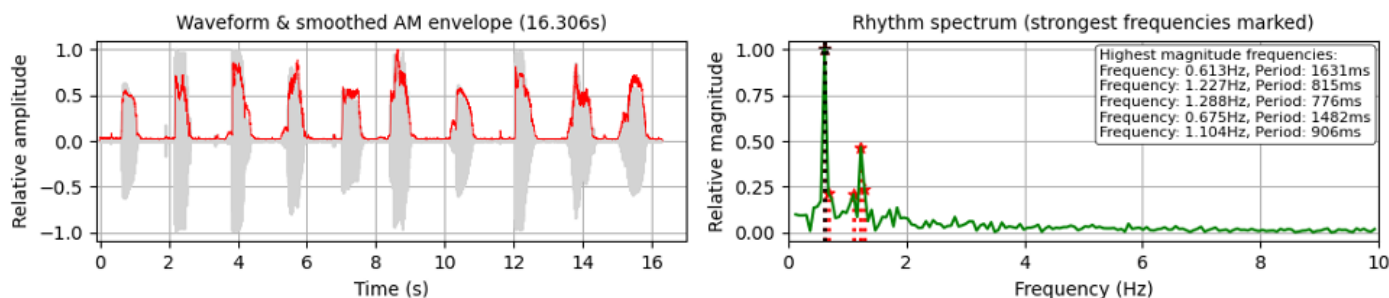 Waveform & smoothed AM envelope (16.306s)
Relative amplitude
1.0
0.5
0.0
−0.5
−1.0
0 2 4 6 8 10 12 14 16
Time (s)
Rhythm spectrum (strongest frequencies marked)
Relative magnitude
1.00
0.75
0.50
0.25
0.00
Highest magnitude frequencies:
Frequency: 0.613Hz, Period: 1631ms
Frequency: 1.227Hz, Period: 815ms
Frequency: 1.288Hz, Period: 776ms
Frequency: 0.675Hz, Period: 1482ms
Frequency: 1.104Hz, Period: 906ms
0 2 4 6 8 10
Frequency (Hz)